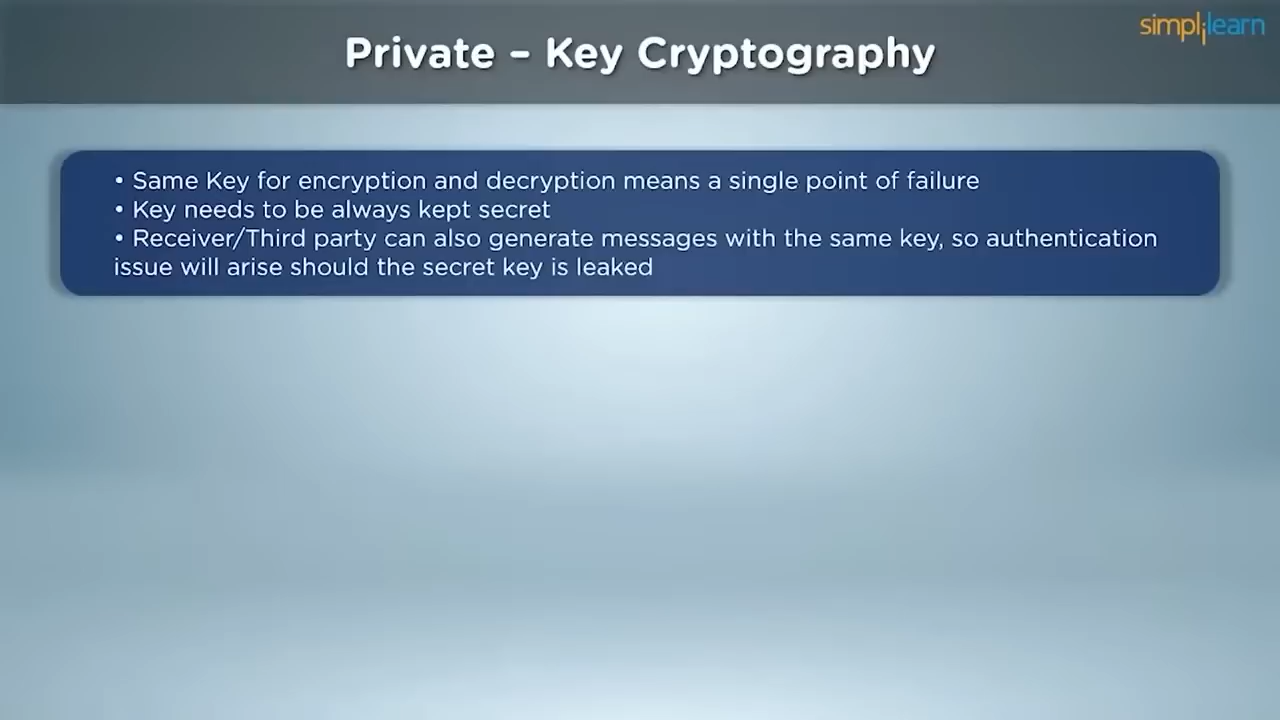 simplilearn
Private – Key Cryptography
• Same Key for encryption and decryption means a single point of failure
• Key needs to be always kept secret
• Receiver/Third party can also generate messages with the same key, so authentication
issue will arise should the secret key is leaked